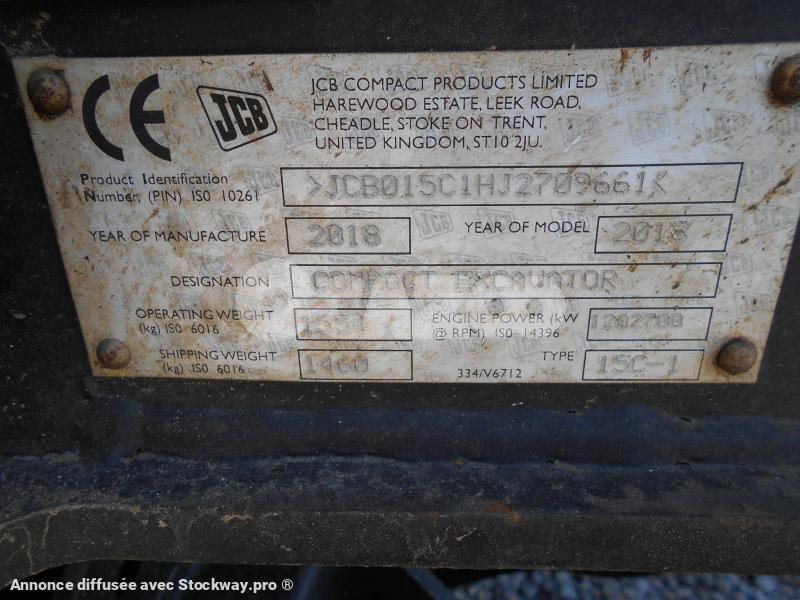 CE JCB
JCB COMPACT PRODUCTS LIMITED
HAREWOOD ESTATE, LEEK ROAD,
CHEADLE, STOKE ON TRENT,
UNITED KINGDOM, ST10 2JU.
Product Identification
Number, (PIN) ISO 10261 >JCB015C1HJ2709661<
YEAR OF MANUFACTURE 2018 YEAR OF MODEL 2018
DESIGNATION COMPACT EXCAVATOR
OPERATING WEIGHT
(kg) ISO 6016
ENGINE POWER (kW
@ RPM) ISO 14396
SHIPPING WEIGHT
(kg) ISO 6016 1460
334/V6712 TYPE 15C-1
Annonce diffusée avec Stockway.pro ®